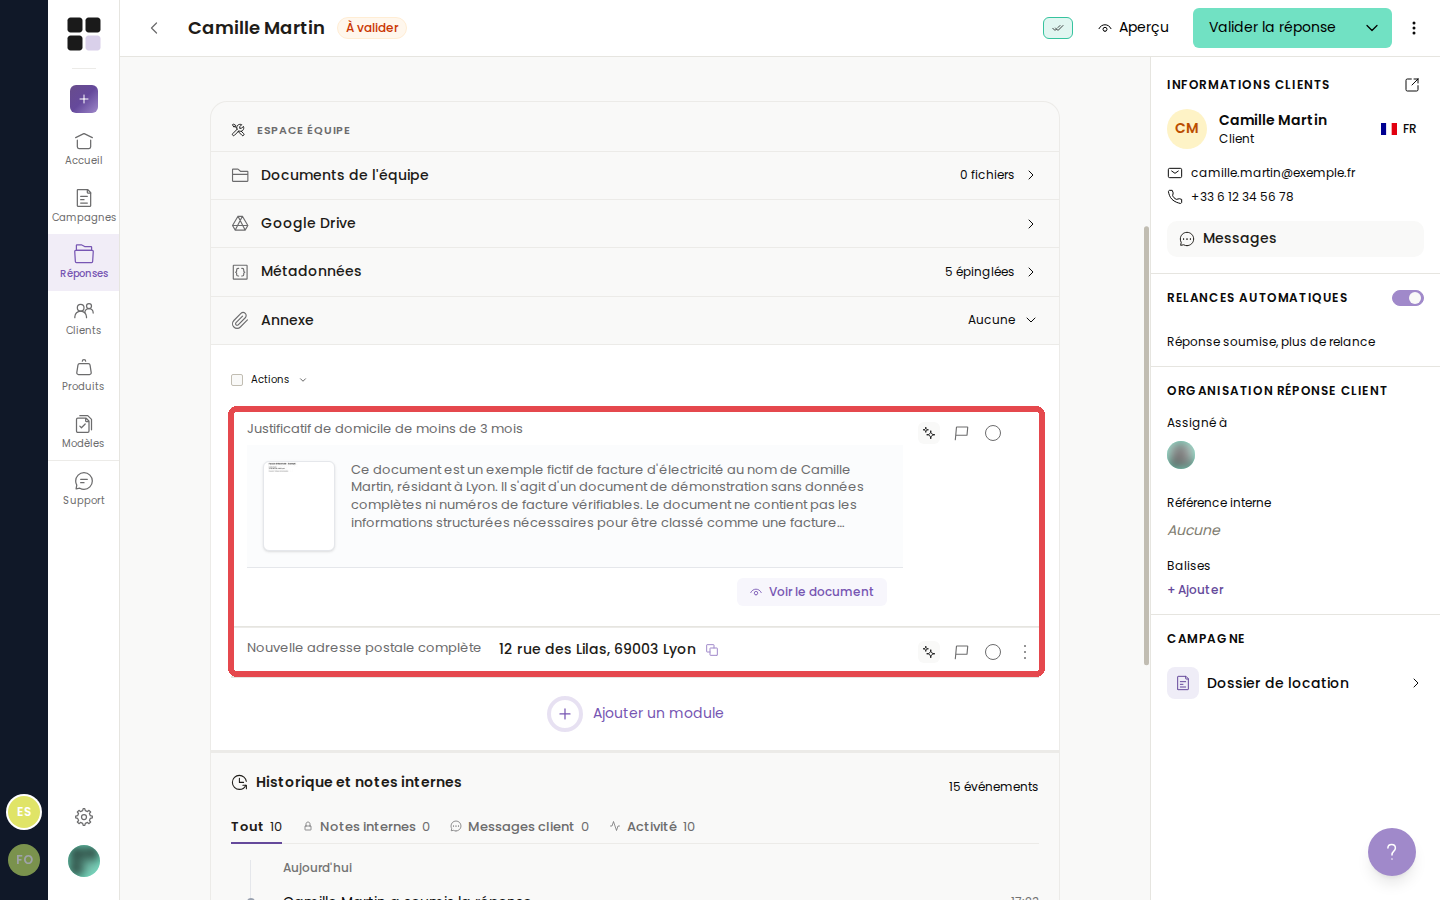 Camille Martin
À valider
Aperçu
Valider la réponse
Accueil
Campagnes
Réponses
Clients
Produits
Modèles
Support
ES
FO
ESPACE ÉQUIPE
Documents de l'équipe
0 fichiers
Google Drive
Métadonnées
5 épinglées
Annexe
Aucune
Actions
Justificatif de domicile de moins de 3 mois
Ce document est un exemple fictif de facture d'électricité au nom de Camille
Martin, résidant à Lyon. Il s'agit d'un document de démonstration sans données
complètes ni numéros de facture vérifiables. Le document ne contient pas les
informations structurées nécessaires pour être classé comme une facture...
Voir le document
Nouvelle adresse postale complète
12 rue des Lilas, 69003 Lyon
Ajouter un module
Historique et notes internes
15 événements
Tout 10
Notes internes 0
Messages client 0
Activité 10
Aujourd'hui
Camille Martin a soumis la réponse
INFORMATIONS CLIENTS
CM
Camille Martin
Client
FR
camille.martin@exemple.fr
+33 6 12 34 56 78
Messages
RELANCES AUTOMATIQUES
Réponse soumise, plus de relance
ORGANISATION RÉPONSE CLIENT
Assigné à
Référence interne
Aucune
Balises
+ Ajouter
CAMPAGNE
Dossier de location
?